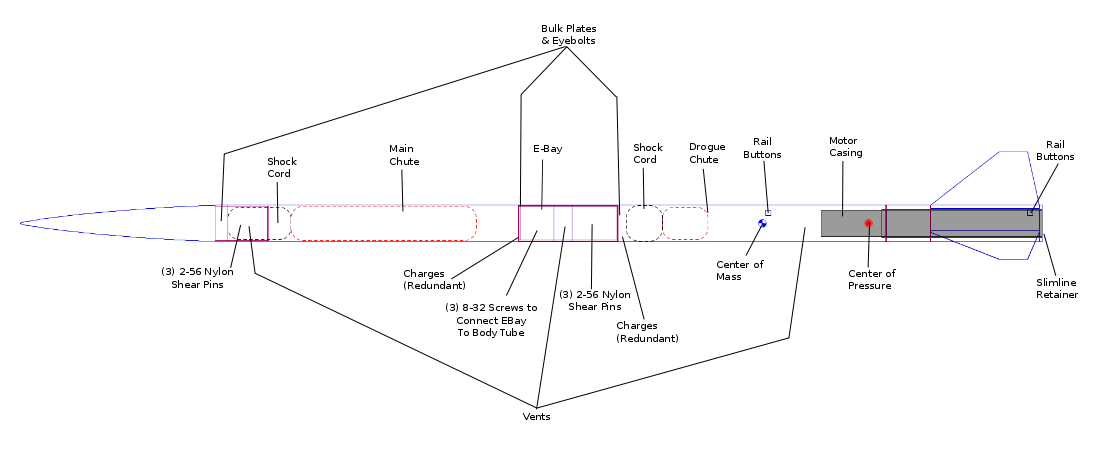 Bulk Plates
& Eyebolts
Shock
Cord
Main
Chute
E-Bay
Shock
Cord
Drogue
Chute
Rail
Buttons
Motor
Casing
Rail
Buttons
(3) 2-56 Nylon
Shear Pins
Charges
(Redundant)
(3) 8-32 Screws to
Connect EBay
To Body Tube
(3) 2-56 Nylon
Shear Pins
Charges
(Redundant)
Center of
Mass
Center of
Pressure
Slimline
Retainer
Vents